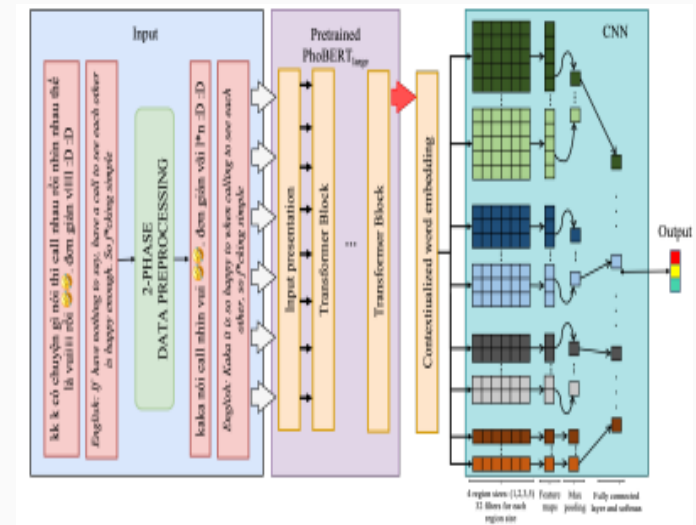 Input
kk k có chuyện gì nói thì call nhau rồi nhìn nhau thế
là vuiiii rồi 😄😄. đơn giản vllll :D :D
English: If have nothing to say, have a call to see each other
is happy enough. So f*cking simple
2-PHASE
DATA PREPROCESSING
kaka nói call nhìn vui 😄😄. đơn giản vãi l*n :D :D
English: Kaka it is so happy to when calling to see each
other, so f*cking simple
Pretrained
PhoBERT_large
Input presentation
Transformer Block
...
Transformer Block
Contextualized word embedding
CNN
Output
4 region sizes: (1,2,3,5)
32 filters for each
region size
Feature
maps
Max
pooling
Fully connected
layer and softmax